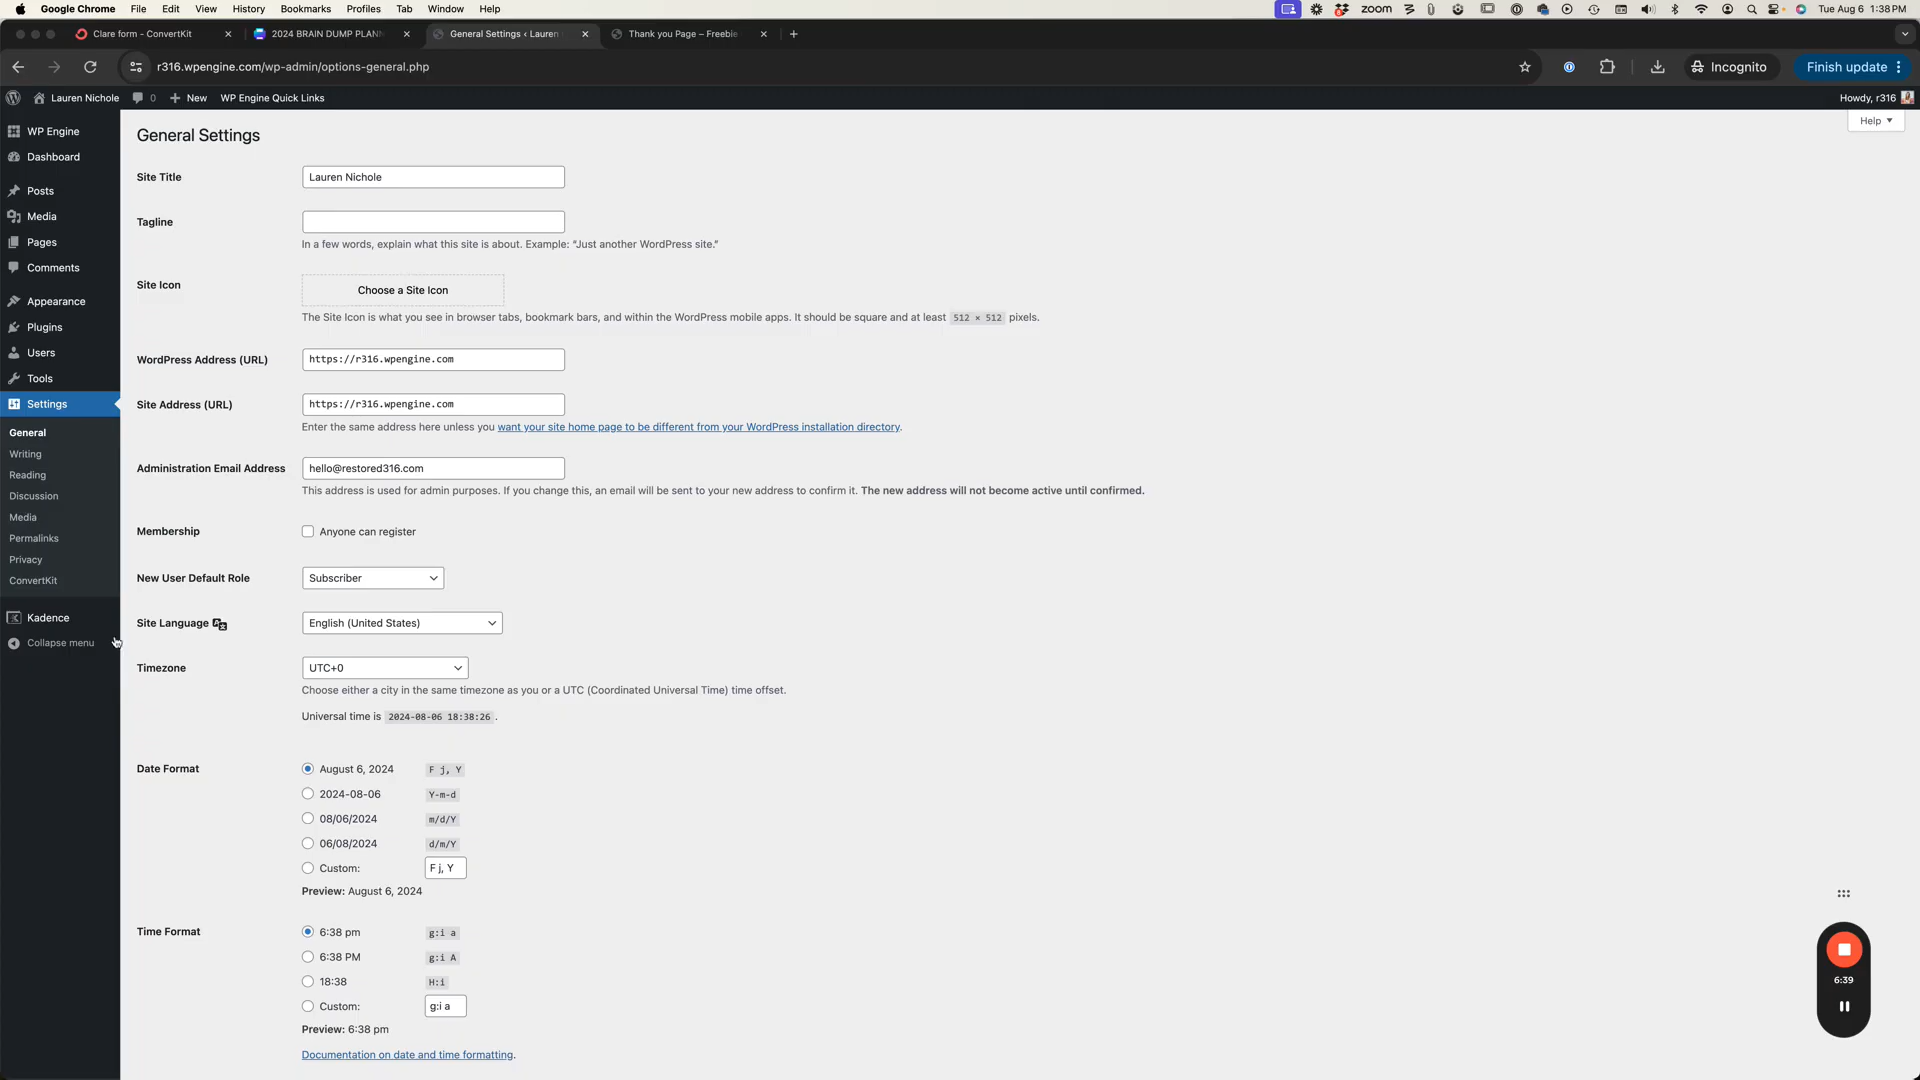 Google Chrome File Edit View History Bookmarks Profiles Tab Window Help zoom Tue Aug 6 1:38 PM
Clare form - ConvertKit 2024 BRAIN DUMP PLANN General Settings ‹ Lauren Thank you Page – Freebie
r316.wpengine.com/wp-admin/options-general.php Incognito Finish update
Lauren Nichole 0 New WP Engine Quick Links Howdy, r316
Help
WP Engine
Dashboard
Posts
Media
Pages
Comments
Appearance
Plugins
Users
Tools
Settings
General
Writing
Reading
Discussion
Media
Permalinks
Privacy
ConvertKit
Kadence
Collapse menu
General Settings
Site Title Lauren Nichole
Tagline
In a few words, explain what this site is about. Example: “Just another WordPress site.”
Site Icon Choose a Site Icon
The Site Icon is what you see in browser tabs, bookmark bars, and within the WordPress mobile apps. It should be square and at least 512 × 512 pixels.
WordPress Address (URL) https://r316.wpengine.com
Site Address (URL) https://r316.wpengine.com
Enter the same address here unless you want your site home page to be different from your WordPress installation directory.
Administration Email Address hello@restored316.com
This address is used for admin purposes. If you change this, an email will be sent to your new address to confirm it. The new address will not become active until confirmed.
Membership Anyone can register
New User Default Role Subscriber
Site Language English (United States)
Timezone UTC+0
Choose either a city in the same timezone as you or a UTC (Coordinated Universal Time) time offset.
Universal time is 2024-08-06 18:38:26 .
Date Format August 6, 2024 F j, Y
2024-08-06 Y-m-d
08/06/2024 m/d/Y
06/08/2024 d/m/Y
Custom: F j, Y
Preview: August 6, 2024
Time Format 6:38 pm g:i a
6:38 PM g:i A
18:38 H:i
Custom: g:i a
Preview: 6:38 pm
Documentation on date and time formatting.
6:39